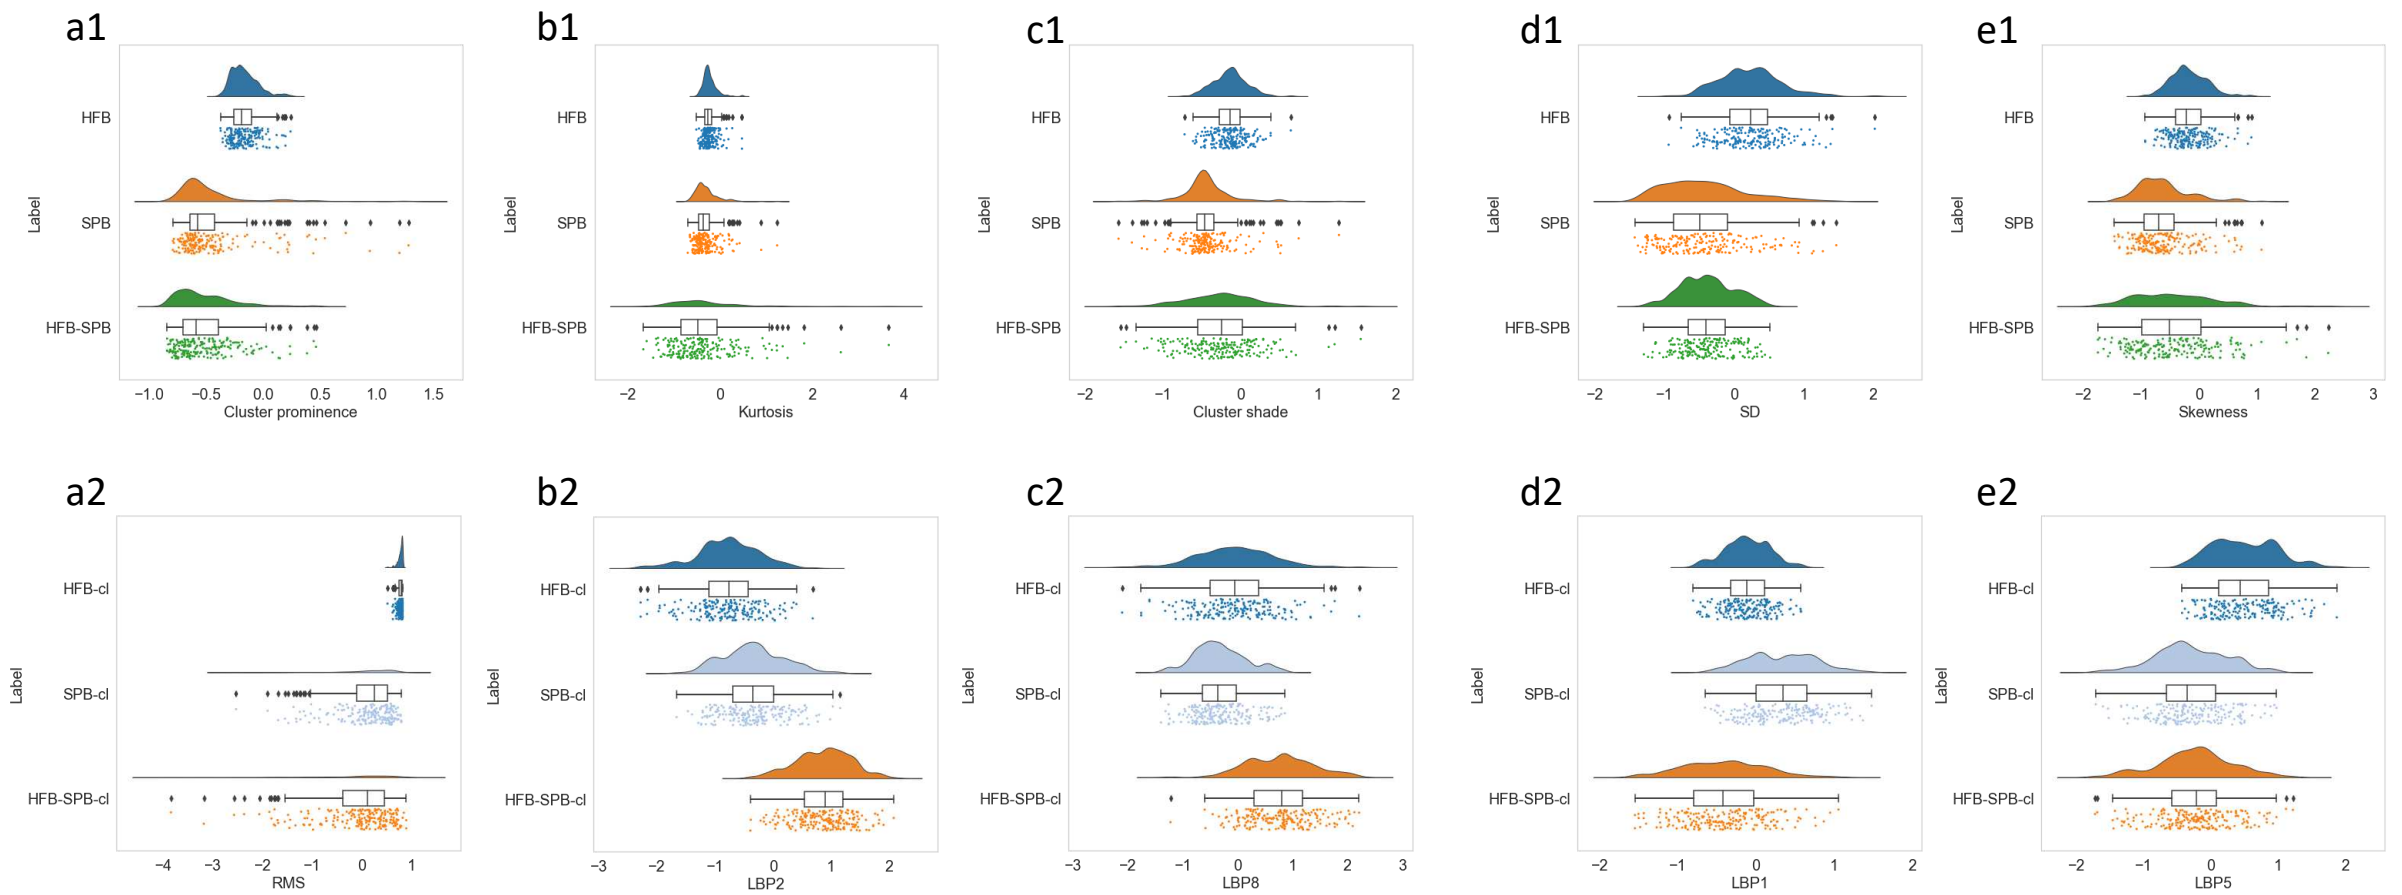 a1
b1
c1
d1
e1
HFB
SPB
HFB-SPB
Label
−1.0 −0.5 0.0 0.5 1.0 1.5
Cluster prominence
HFB
SPB
HFB-SPB
Label
−2 0 2 4
Kurtosis
HFB
SPB
HFB-SPB
Label
−2 −1 0 1 2
Cluster shade
HFB
SPB
HFB-SPB
Label
−2 −1 0 1 2
SD
HFB
SPB
HFB-SPB
Label
−2 −1 0 1 2 3
Skewness
a2
b2
c2
d2
e2
HFB-cl
SPB-cl
HFB-SPB-cl
Label
−4 −3 −2 −1 0 1
RMS
HFB-cl
SPB-cl
HFB-SPB-cl
Label
−3 −2 −1 0 1 2
LBP2
HFB-cl
SPB-cl
HFB-SPB-cl
Label
−3 −2 −1 0 1 2 3
LBP8
HFB-cl
SPB-cl
HFB-SPB-cl
Label
−2 −1 0 1 2
LBP1
HFB-cl
SPB-cl
HFB-SPB-cl
Label
−2 −1 0 1 2
LBP5